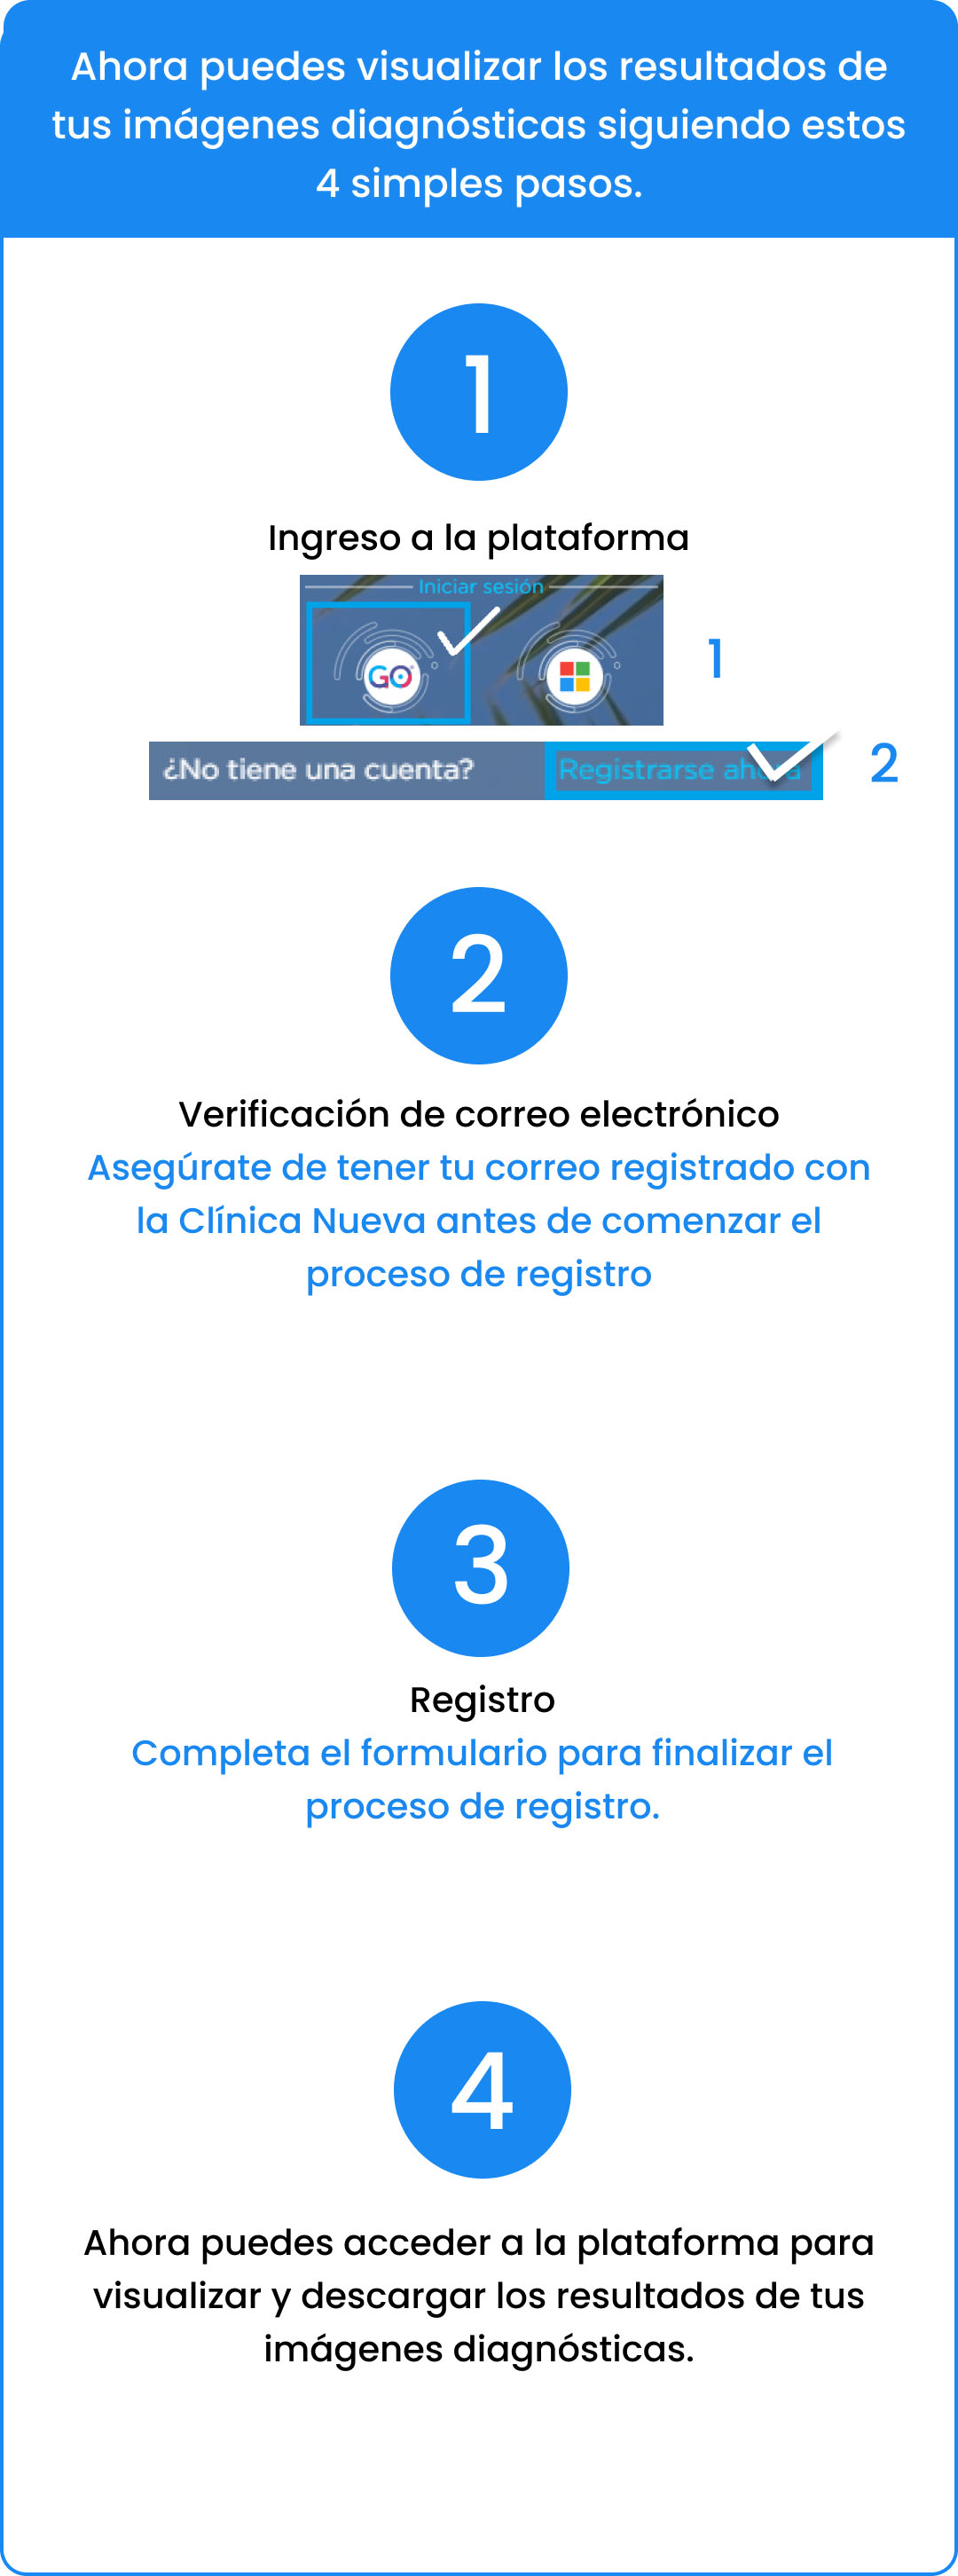 Ahora puedes visualizar los resultados de
tus imágenes diagnósticas siguiendo estos
4 simples pasos.
1
Ingreso a la plataforma
Iniciar sesión
GO
1
¿No tiene una cuenta? Registrarse ahora
2
2
Verificación de correo electrónico
Asegúrate de tener tu correo registrado con
la Clínica Nueva antes de comenzar el
proceso de registro
3
Registro
Completa el formulario para finalizar el
proceso de registro.
4
Ahora puedes acceder a la plataforma para
visualizar y descargar los resultados de tus
imágenes diagnósticas.